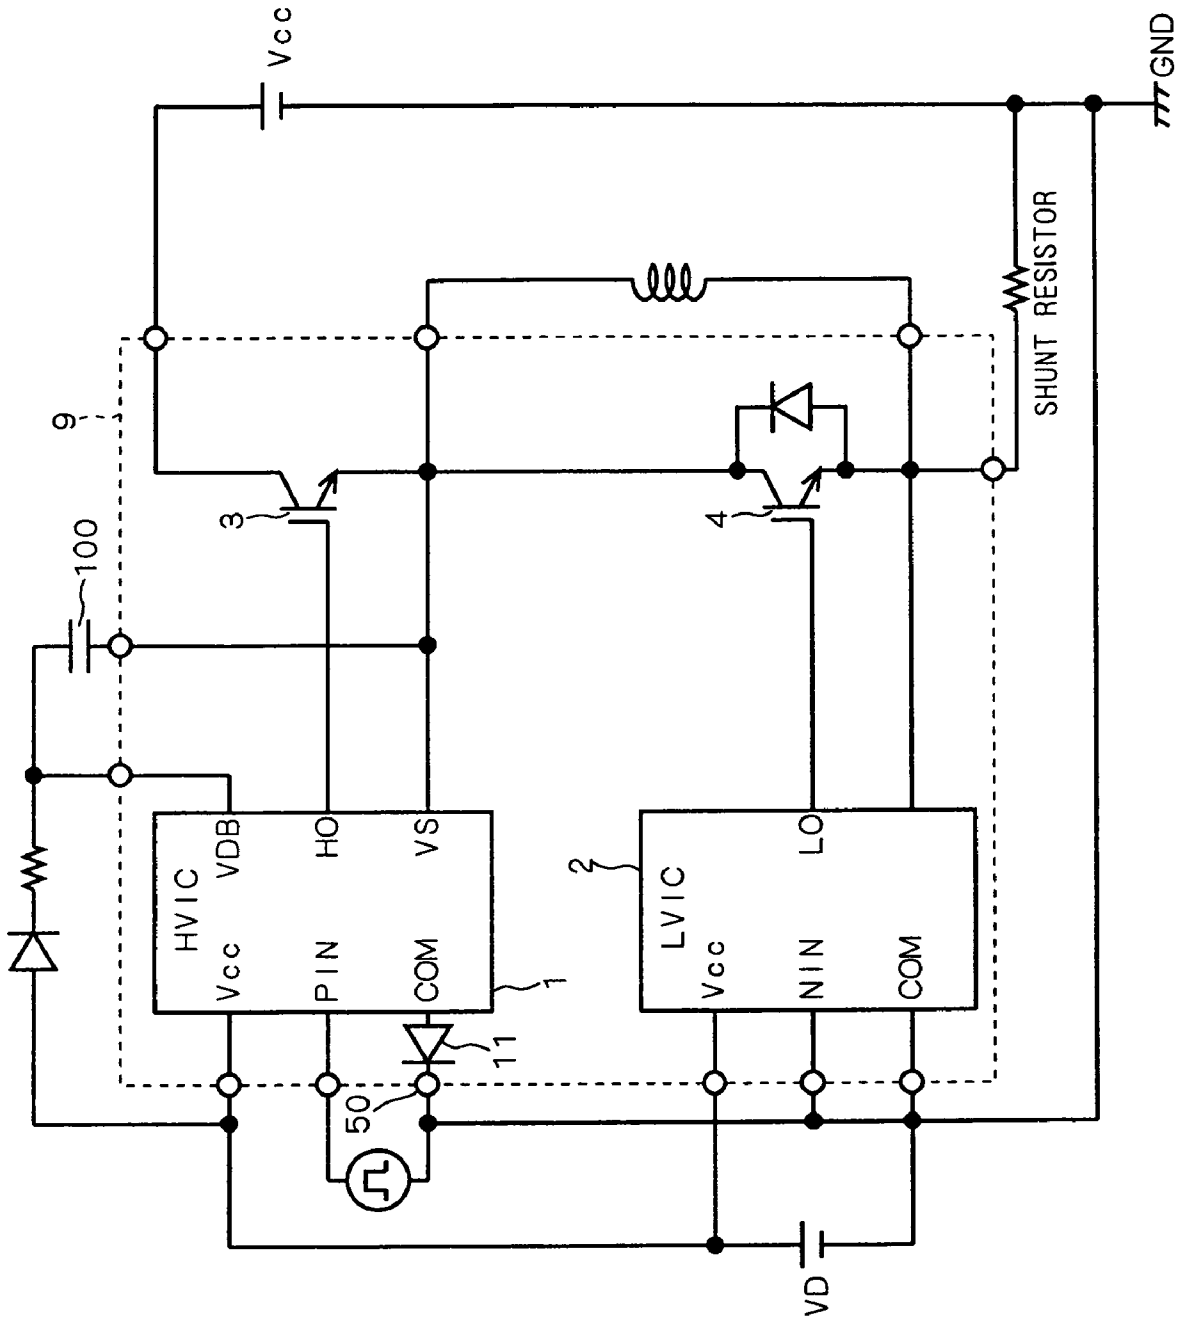 Vcc
GND
SHUNT RESISTOR
9
100
3
4
HVIC
VDB
HO
VS
Vcc
PIN
COM
1
11
50
2
LVIC
LO
Vcc
NIN
COM
VD